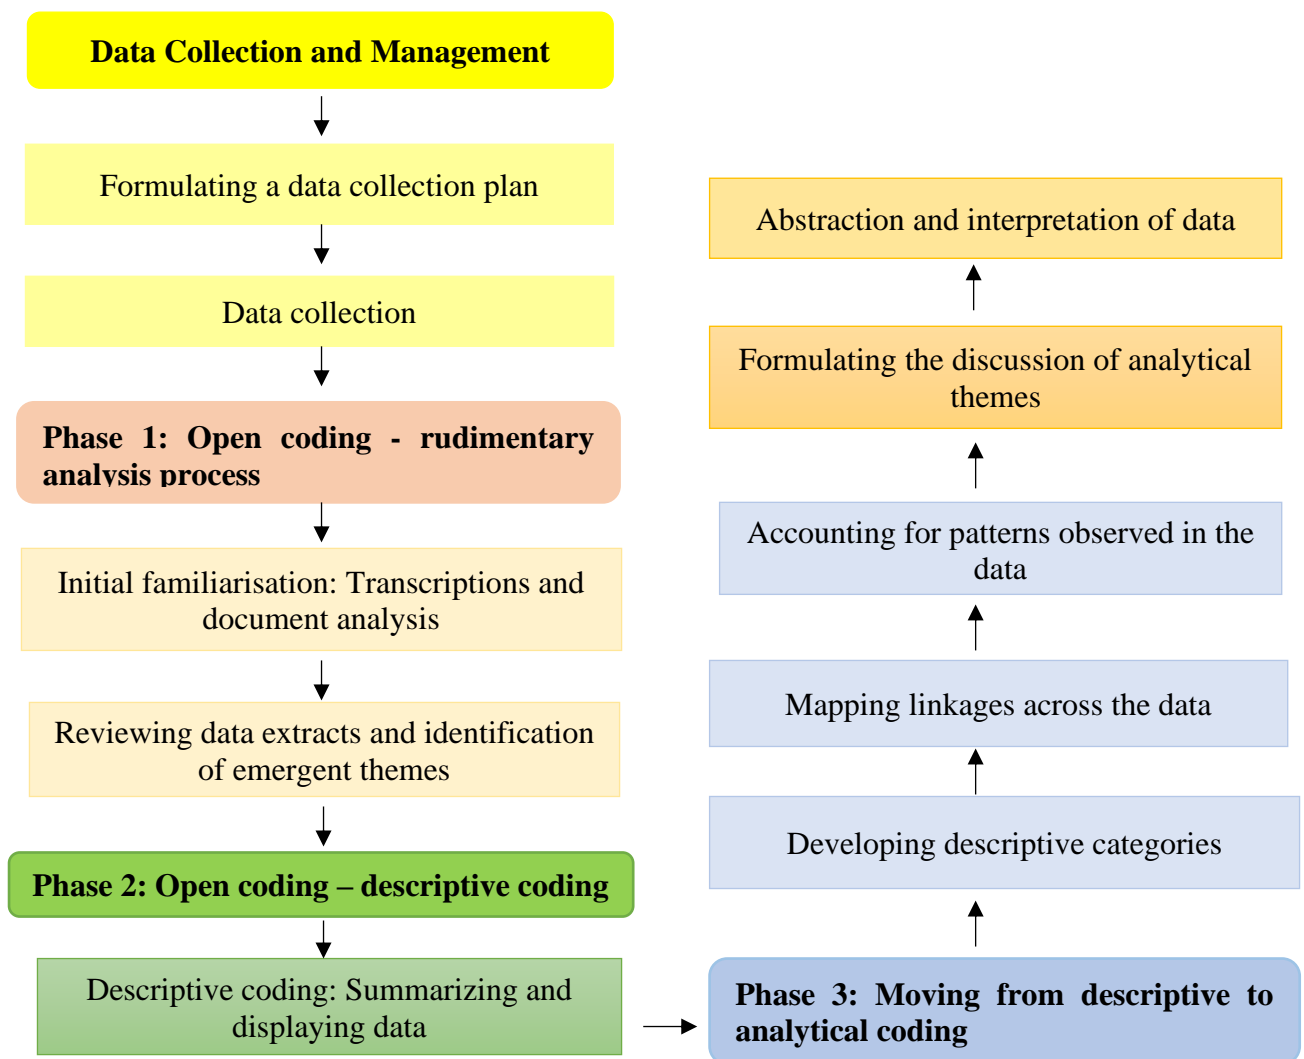 Data Collection and Management
Formulating a data collection plan
Data collection
Phase 1: Open coding - rudimentary
analysis process
Initial familiarisation: Transcriptions and
document analysis
Reviewing data extracts and identification
of emergent themes
Phase 2: Open coding – descriptive coding
Descriptive coding: Summarizing and
displaying data
Phase 3: Moving from descriptive to
analytical coding
Developing descriptive categories
Mapping linkages across the data
Accounting for patterns observed in the
data
Formulating the discussion of analytical
themes
Abstraction and interpretation of data